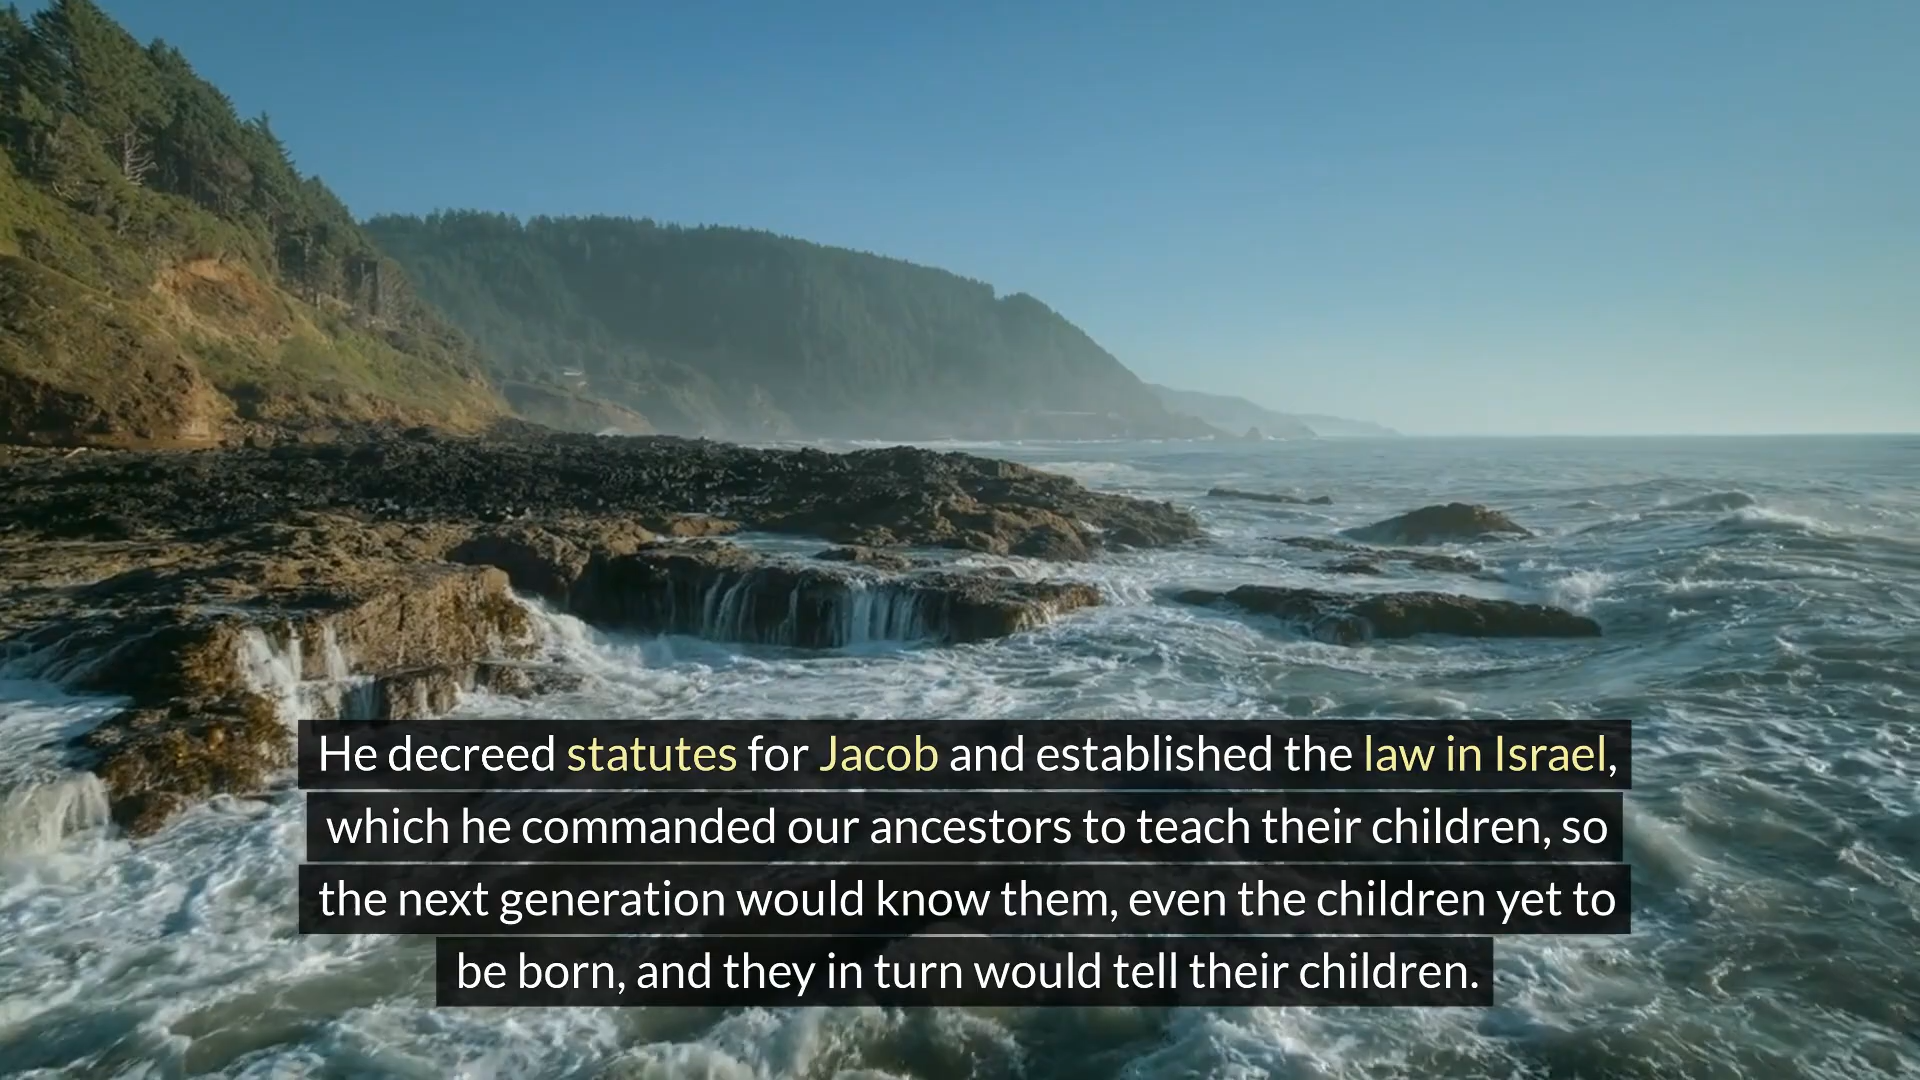 He decreed statutes for Jacob and established the law in Israel,
which he commanded our ancestors to teach their children, so
the next generation would know them, even the children yet to
be born, and they in turn would tell their children.